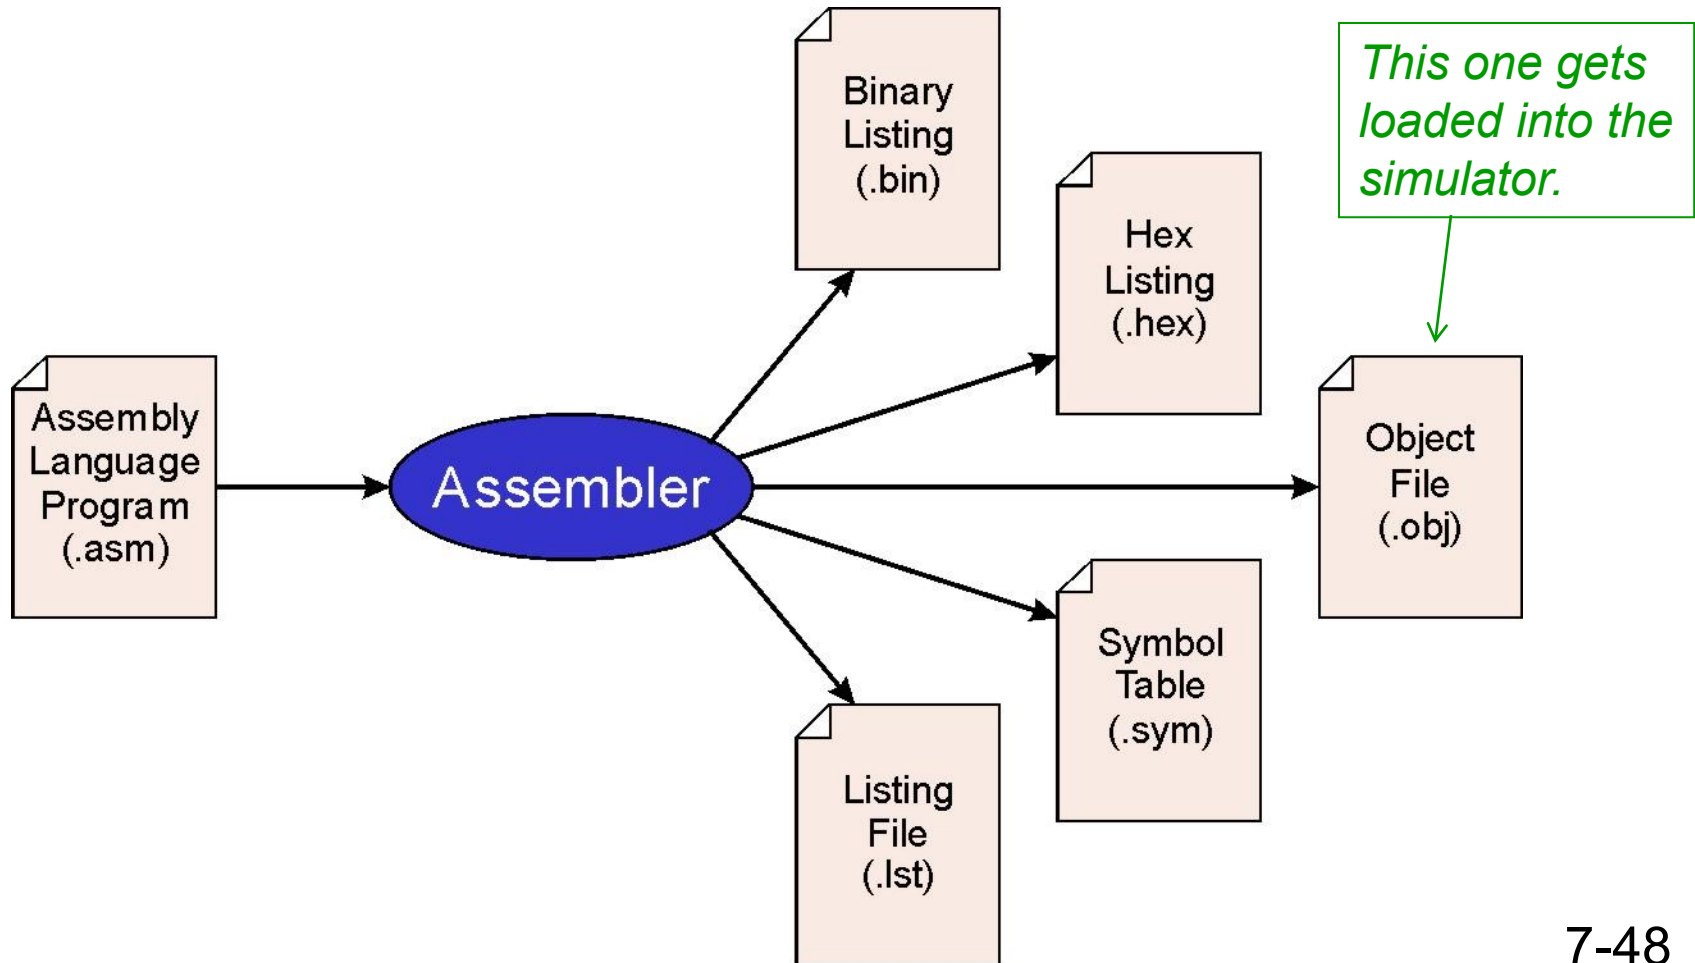 Binary
Listing
(.bin)
This one gets
loaded into the
simulator.
Hex
Listing
(.hex)
Assembly
Language
Program
(.asm)
Assembler
Object
File
(.obj)
Symbol
Table
(.sym)
Listing
File
(.lst)
7-48